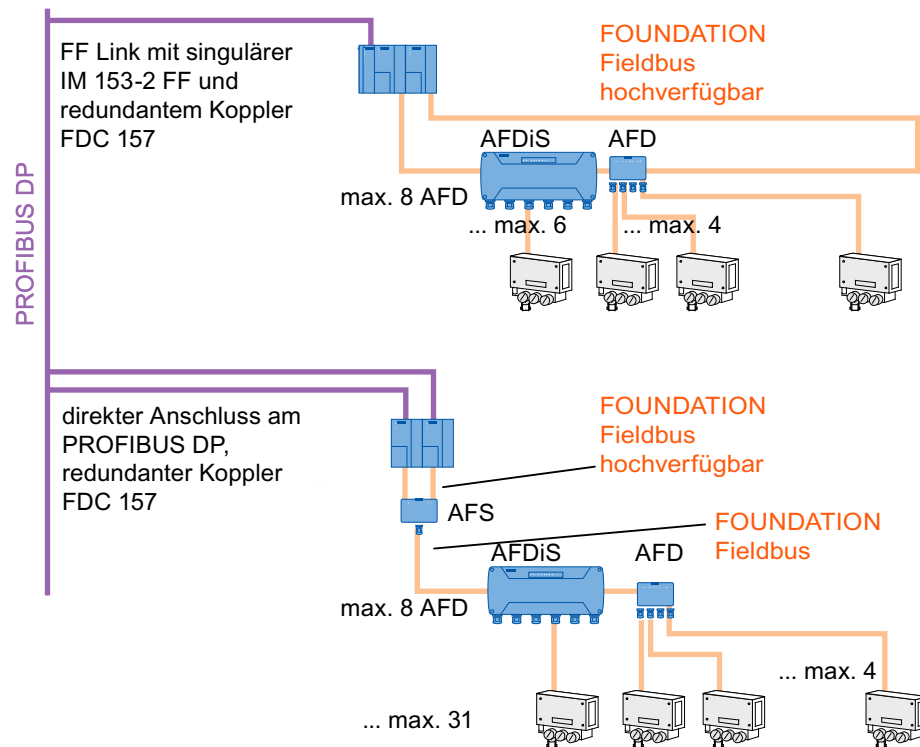 FF Link mit singulärer
IM 153-2 FF und
redundantem Koppler
FDC 157
FOUNDATION
Fieldbus
hochverfügbar
AFDiS
AFD
max. 8 AFD
... max. 6
... max. 4
PROFIBUS DP
direkter Anschluss am
PROFIBUS DP,
redundanter Koppler
FDC 157
FOUNDATION
Fieldbus
hochverfügbar
AFS
FOUNDATION
Fieldbus
AFDiS
AFD
max. 8 AFD
... max. 4
... max. 31